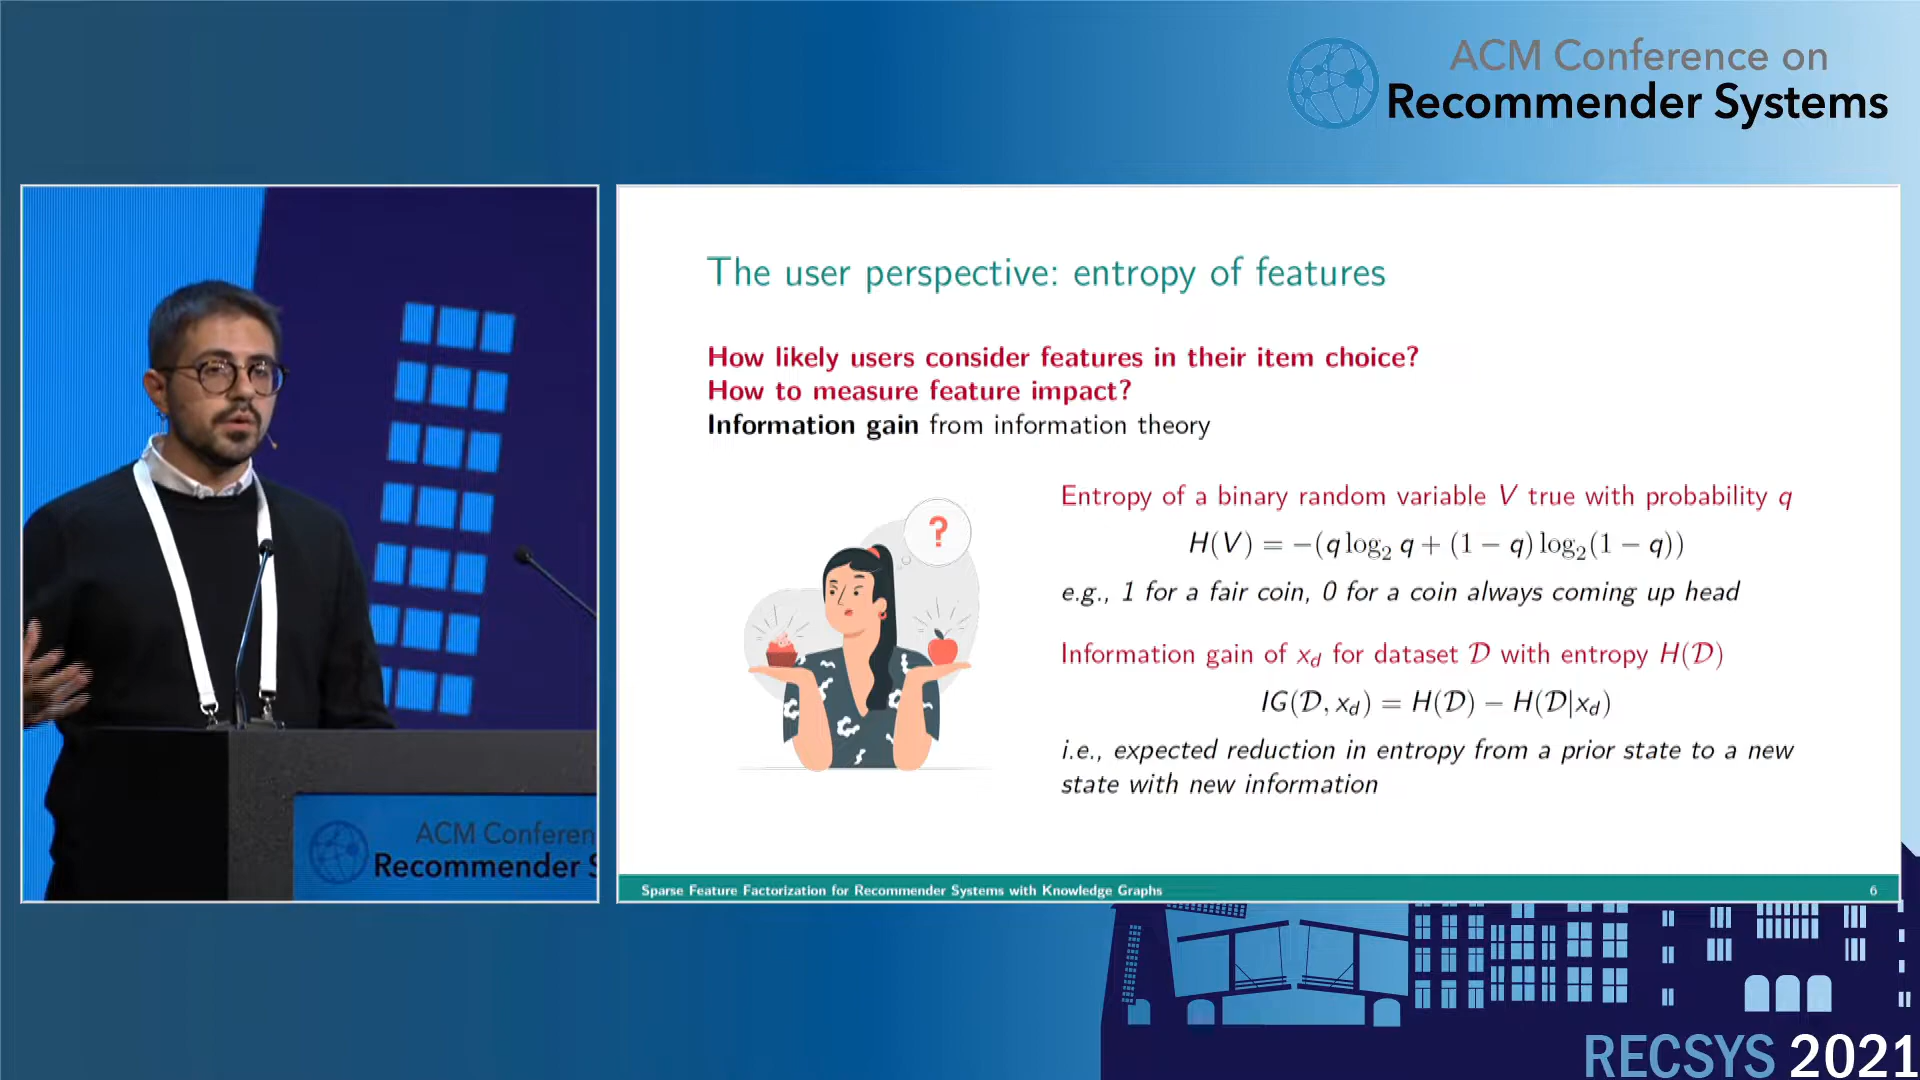 ACM Conference on
Recommender Systems
The user perspective: entropy of features
How likely users consider features in their item choice?
How to measure feature impact?
Information gain from information theory
?
Entropy of a binary random variable V true with probability q
H(V) = −(q log₂ q + (1 − q) log₂(1 − q))
e.g., 1 for a fair coin, 0 for a coin always coming up head
Information gain of x_d for dataset 𝒟 with entropy H(𝒟)
IG(𝒟, x_d) = H(𝒟) − H(𝒟|x_d)
i.e., expected reduction in entropy from a prior state to a new
state with new information
Sparse Feature Factorization for Recommender Systems with Knowledge Graphs 6
ACM Conferen
Recommender S
RECSYS 2021